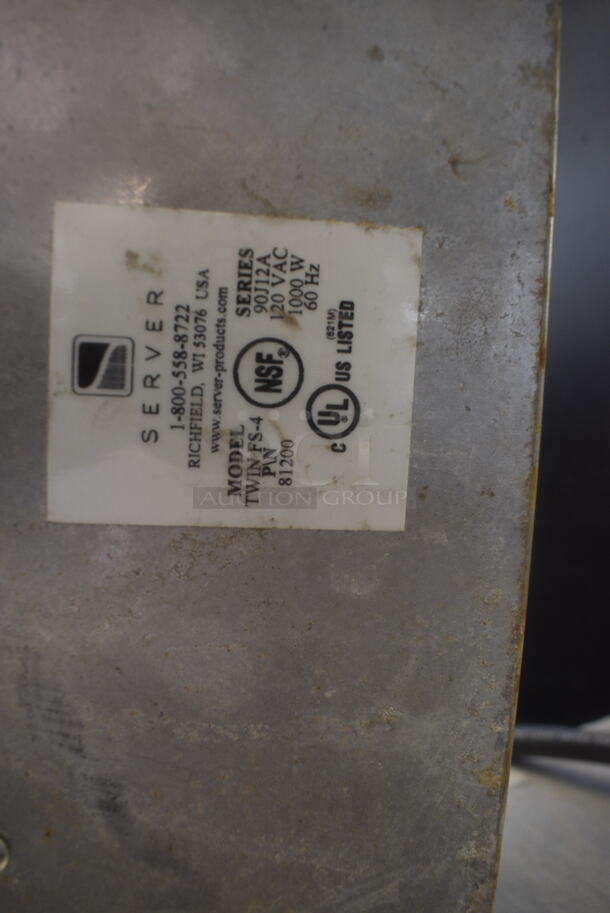 SERVER
1-800-558-8722
RICHFIELD, WI 53076 USA
www.server-products.com
MODEL
TWIN FS-4
P\N
81200
NSF®
SERIES
90J12A
120 VAC
1000 W
60 Hz
C UL® US LISTED
(621M)
AUCTION GROUP